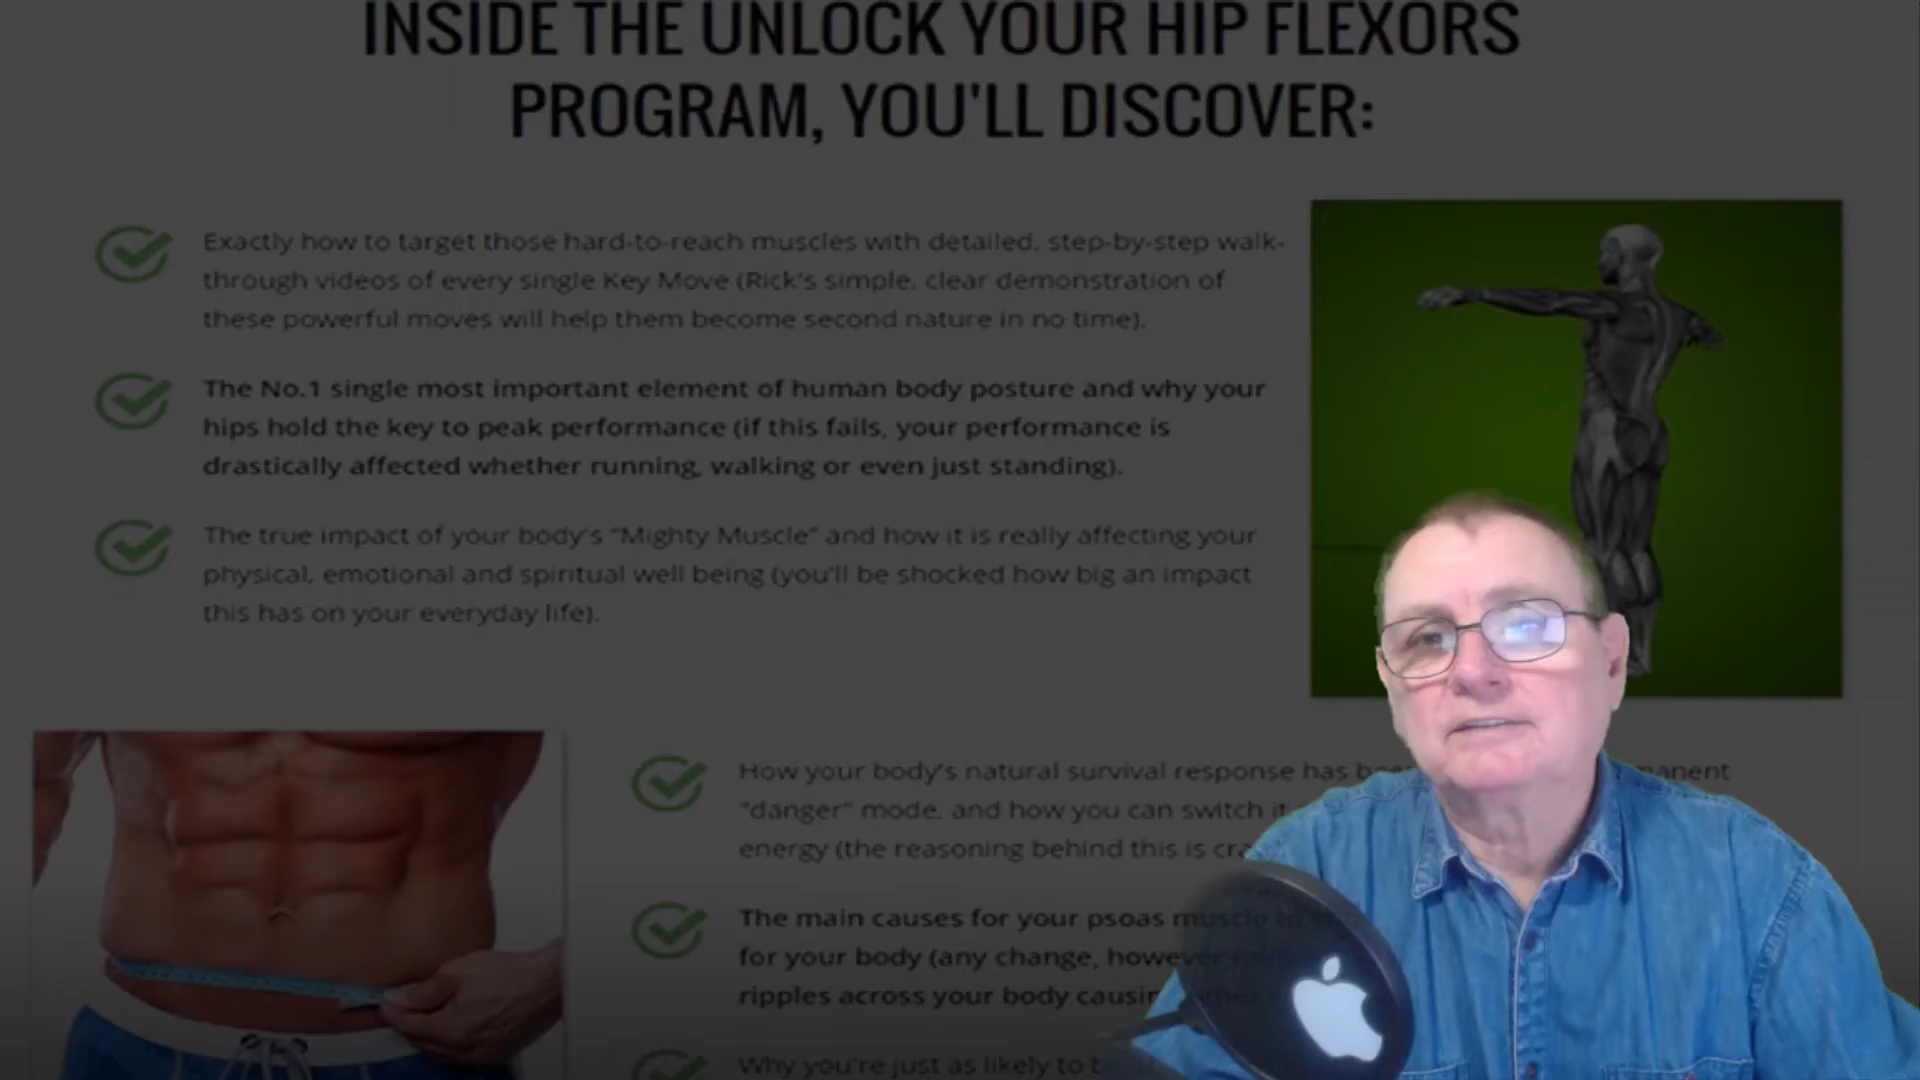 INSIDE THE UNLOCK YOUR HIP FLEXORS
PROGRAM, YOU'LL DISCOVER:
Exactly how to target those hard-to-reach muscles with detailed, step-by-step walk-
through videos of every single Key Move (Rick's simple, clear demonstration of
these powerful moves will help them become second nature in no time).
The No.1 single most important element of human body posture and why your
hips hold the key to peak performance (if this fails, your performance is
drastically affected whether running, walking or even just standing).
The true impact of your body's "Mighty Muscle" and how it is really affecting your
physical, emotional and spiritual well being (you'll be shocked how big an impact
this has on your everyday life).
How your body's natural survival response has
"danger" mode, and how you can switch it
energy (the reasoning behind this is
The main causes for your psoas muscle
for your body (any change,
ripples across your body
Why you're just as likely to